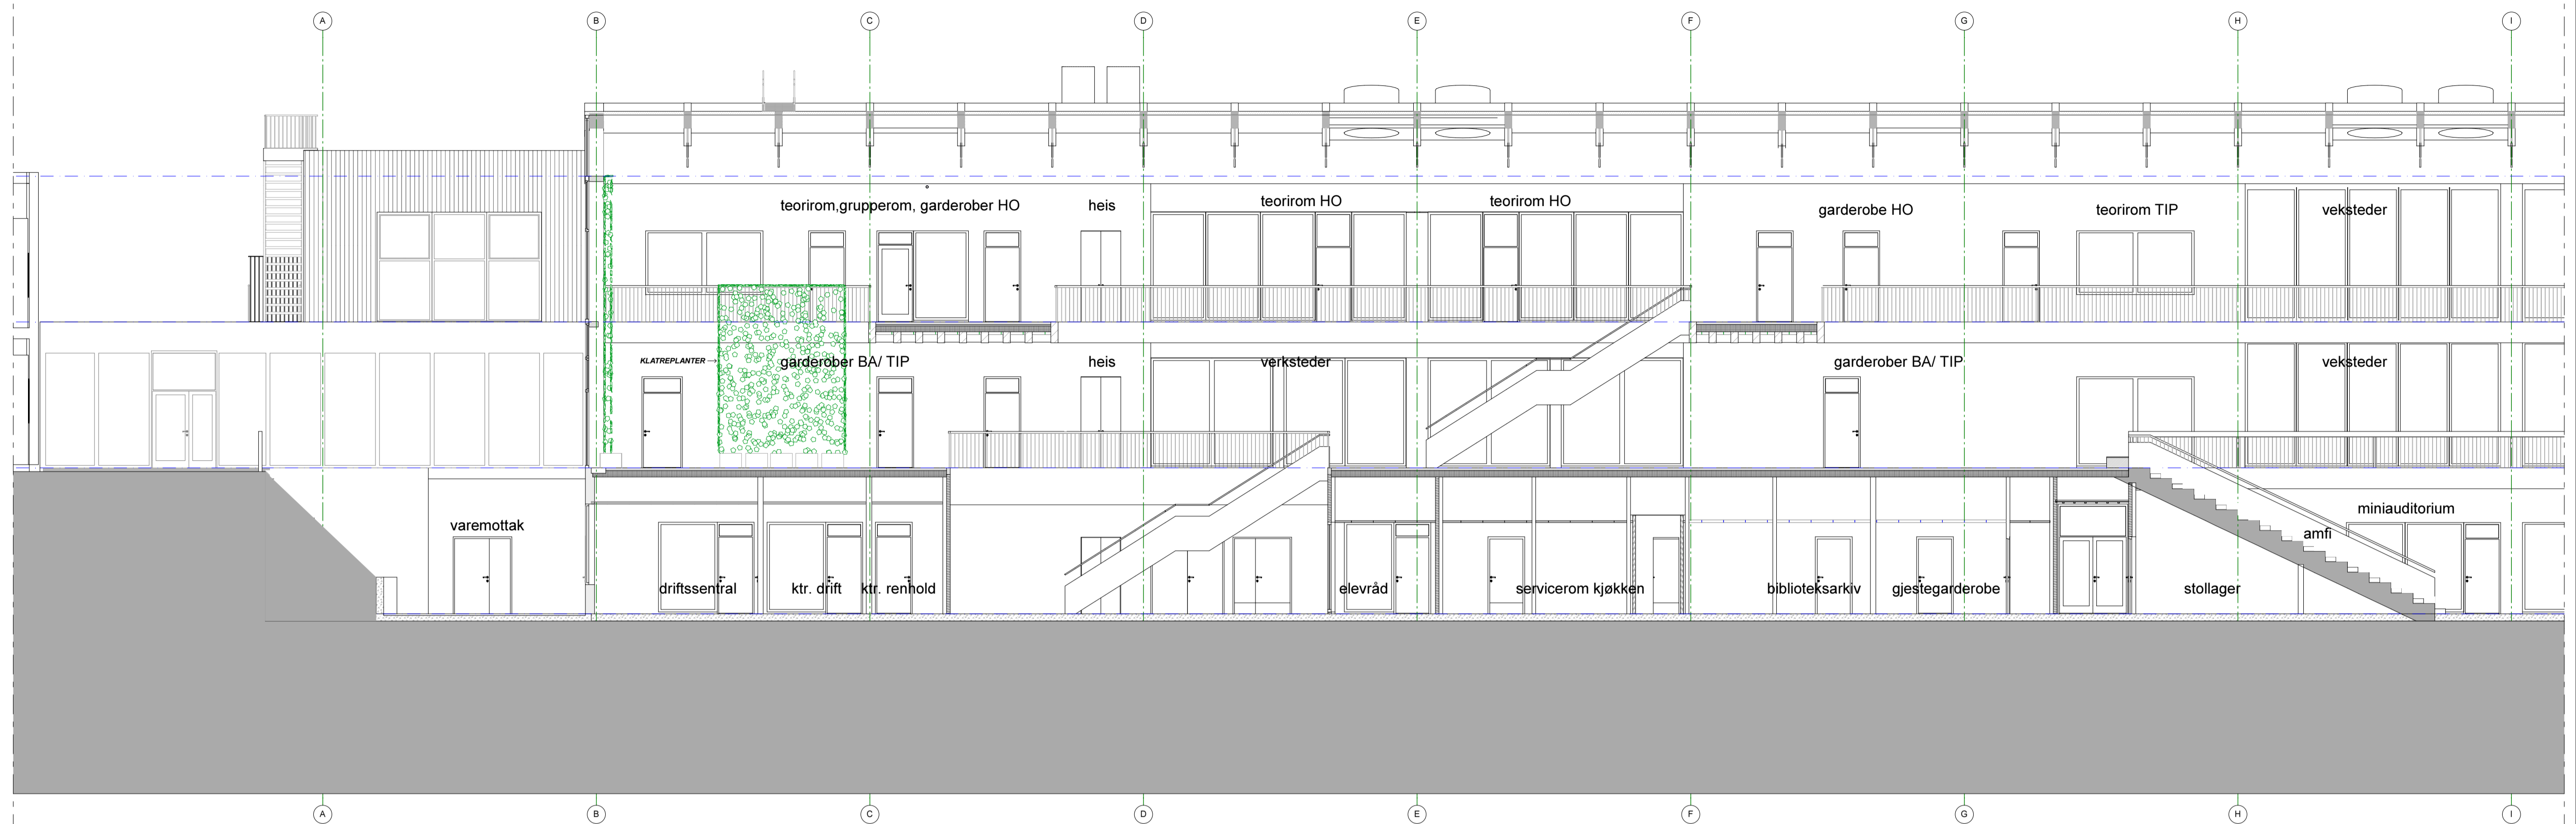 A B C D E F G H I
teorirom,grupperom, garderober HO
heis
teorirom HO
teorirom HO
garderobe HO
teorirom TIP
veksteder
KLATREPLANTER
garderober BA/ TIP
heis
verksteder
garderober BA/ TIP
veksteder
varemottak
miniauditorium
amfi
driftssentral
ktr. drift
ktr. renhold
elevråd
servicerom kjøkken
biblioteksarkiv
gjestegarderobe
stollager
A B C D E F G H I